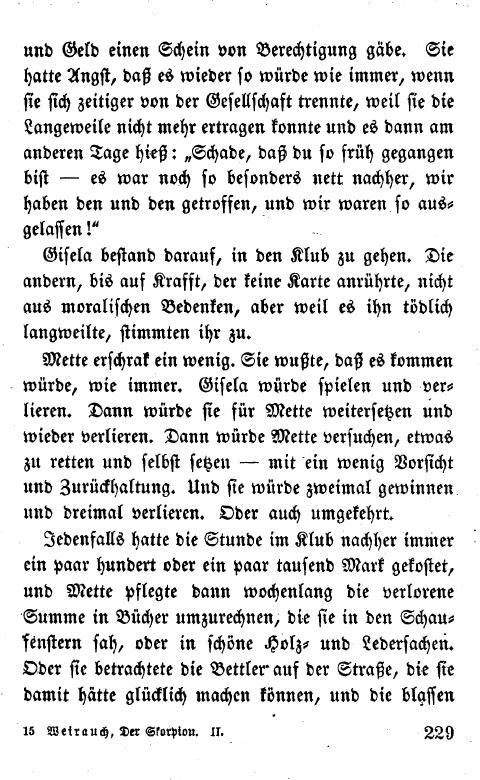 und Geld einen Schein von Berechtigung gäbe. Sie
hatte Angst, daß es wieder so würde wie immer, wenn
sie sich zeitiger von der Gesellschaft trennte, weil sie die
Langeweile nicht mehr ertragen konnte und es dann am
anderen Tage hieß: „Schade, daß du so früh gegangen
bist — es war noch so besonders nett nachher, wir
haben den und den getroffen, und wir waren so aus-
gelassen!“
Gisela bestand darauf, in den Klub zu gehen. Die
andern, bis auf Krafft, der keine Karte anrührte, nicht
aus moralischen Bedenken, aber weil es ihn tödlich
langweilte, stimmten ihr zu.
Mette erschrak ein wenig. Sie wußte, daß es kommen
würde, wie immer. Gisela würde spielen und ver-
lieren. Dann würde sie für Mette weitersetzen und
wieder verlieren. Dann würde Mette versuchen, etwas
zu retten und selbst setzen — mit ein wenig Vorsicht
und Zurückhaltung. Und sie würde zweimal gewinnen
und dreimal verlieren. Oder auch umgekehrt.
Jedenfalls hatte die Stunde im Klub nachher immer
ein paar hundert oder ein paar tausend Mark gekostet,
und Mette pflegte dann wochenlang die verlorene
Summe in Bücher umzurechnen, die sie in den Schau-
fenstern sah, oder in schöne Holz- und Ledersachen.
Oder sie betrachtete die Bettler auf der Straße, die sie
damit hätte glücklich machen können, und die blassen
15 Weirauch, Der Skorpion. II. 229